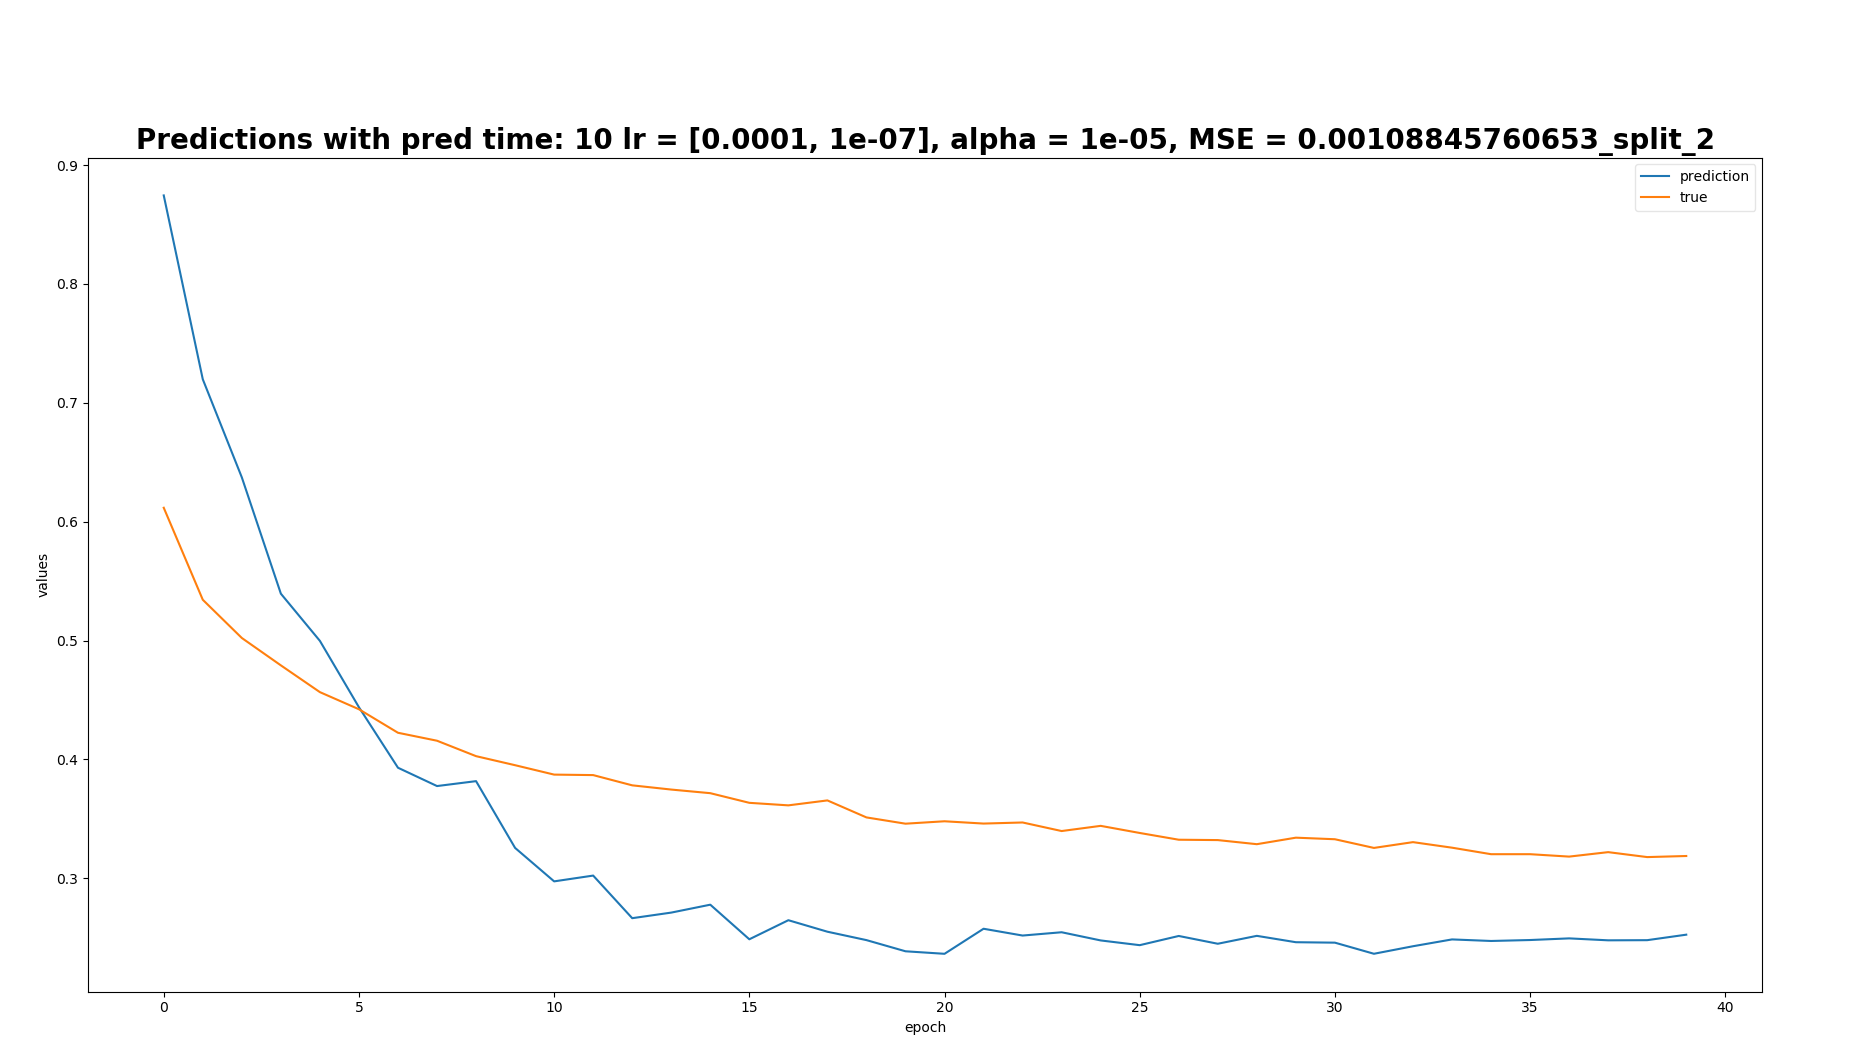 Predictions with pred time: 10 lr = [0.0001, 1e-07], alpha = 1e-05, MSE = 0.00108845760653_split_2
prediction
true
0.9
0.8
0.7
0.6
0.5
0.4
0.3
values
0 5 10 15 20 25 30 35 40
epoch